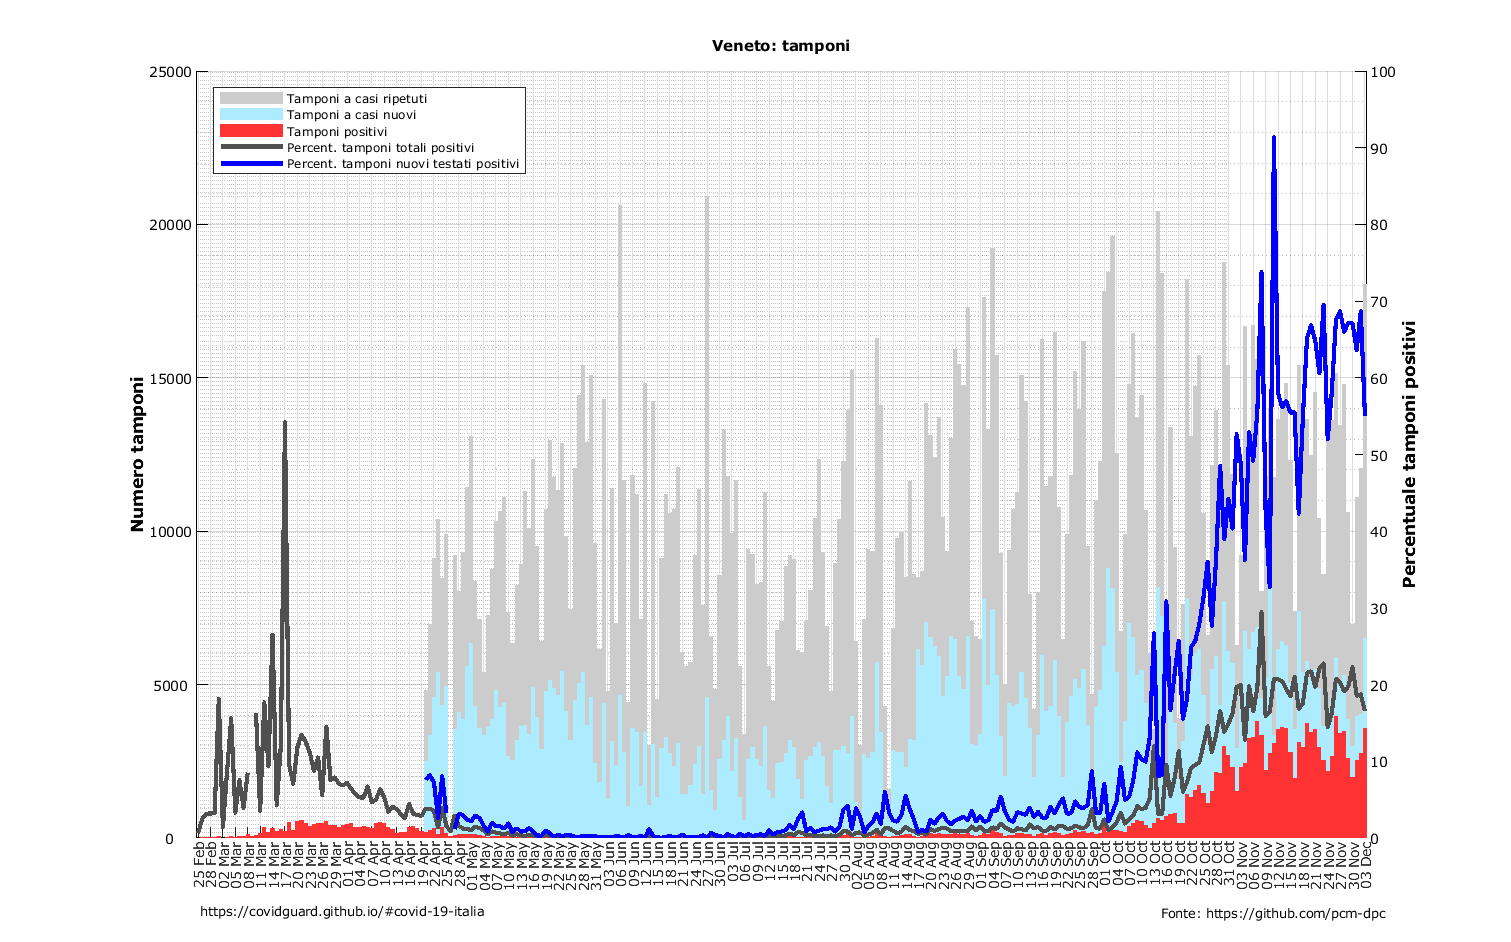 Veneto: tamponi
25000
20000
15000
10000
5000
0
Numero tamponi
Tamponi a casi ripetuti
Tamponi a casi nuovi
Tamponi positivi
Percent. tamponi totali positivi
Percent. tamponi nuovi testati positivi
100
90
80
70
60
50
40
30
20
10
0
Percentuale tamponi positivi
25 Feb
28 Feb
02 Mar
05 Mar
08 Mar
11 Mar
14 Mar
17 Mar
20 Mar
23 Mar
26 Mar
29 Mar
01 Apr
04 Apr
07 Apr
10 Apr
13 Apr
16 Apr
19 Apr
22 Apr
25 Apr
28 Apr
01 May
04 May
07 May
10 May
13 May
16 May
19 May
22 May
25 May
28 May
31 May
03 Jun
06 Jun
09 Jun
12 Jun
15 Jun
18 Jun
21 Jun
24 Jun
27 Jun
30 Jun
03 Jul
06 Jul
09 Jul
12 Jul
15 Jul
18 Jul
21 Jul
24 Jul
27 Jul
30 Jul
02 Aug
05 Aug
08 Aug
11 Aug
14 Aug
17 Aug
20 Aug
23 Aug
26 Aug
29 Aug
01 Sep
04 Sep
07 Sep
10 Sep
13 Sep
16 Sep
19 Sep
22 Sep
25 Sep
28 Sep
01 Oct
04 Oct
07 Oct
10 Oct
13 Oct
16 Oct
19 Oct
22 Oct
25 Oct
28 Oct
31 Oct
03 Nov
06 Nov
09 Nov
12 Nov
15 Nov
18 Nov
21 Nov
24 Nov
27 Nov
30 Nov
03 Dec
https://covidguard.github.io/#covid-19-italia
Fonte: https://github.com/pcm-dpc